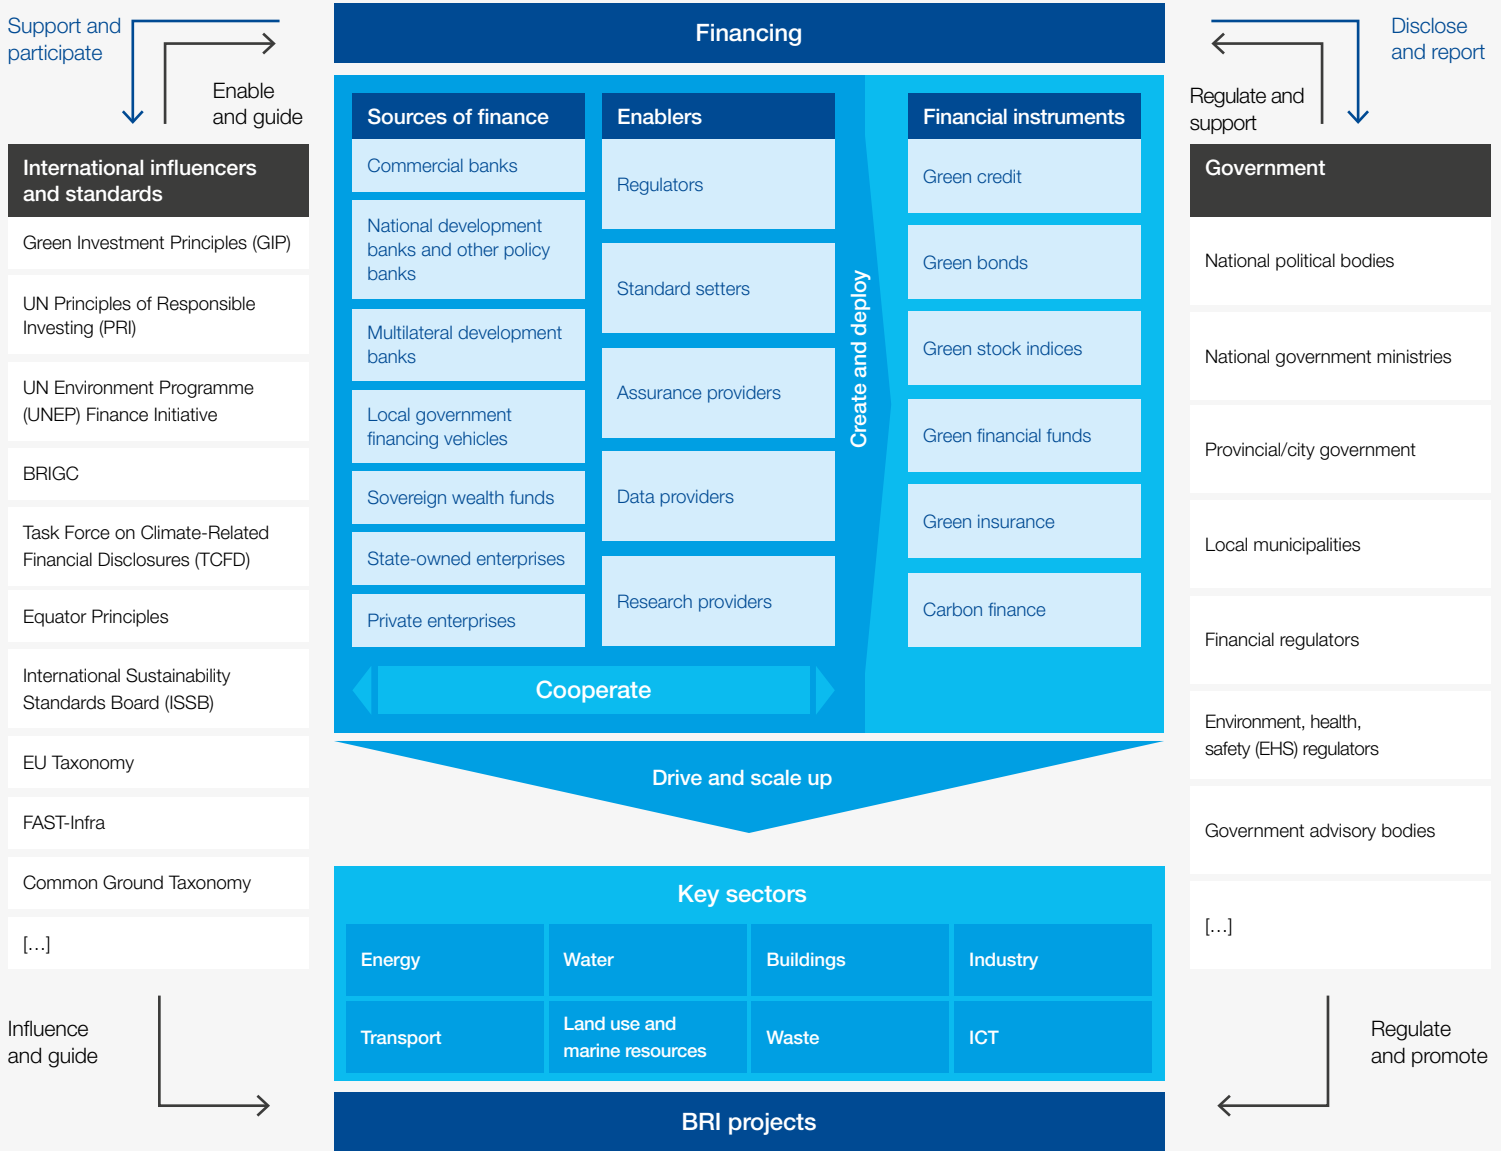 Support and
participate
Enable
and guide
International influencers
and standards
Green Investment Principles (GIP)
UN Principles of Responsible
Investing (PRI)
UN Environment Programme
(UNEP) Finance Initiative
BRIGC
Task Force on Climate-Related
Financial Disclosures (TCFD)
Equator Principles
International Sustainability
Standards Board (ISSB)
EU Taxonomy
FAST-Infra
Common Ground Taxonomy
[…]
Influence
and guide
Financing
Sources of finance
Commercial banks
National development
banks and other policy
banks
Multilateral development
banks
Local government
financing vehicles
Sovereign wealth funds
State-owned enterprises
Private enterprises
Enablers
Regulators
Standard setters
Assurance providers
Data providers
Research providers
Cooperate
Create and deploy
Financial instruments
Green credit
Green bonds
Green stock indices
Green financial funds
Green insurance
Carbon finance
Drive and scale up
Key sectors
Energy
Water
Buildings
Industry
Transport
Land use and
marine resources
Waste
ICT
BRI projects
Disclose
and report
Regulate and
support
Government
National political bodies
National government ministries
Provincial/city government
Local municipalities
Financial regulators
Environment, health,
safety (EHS) regulators
Government advisory bodies
[…]
Regulate
and promote